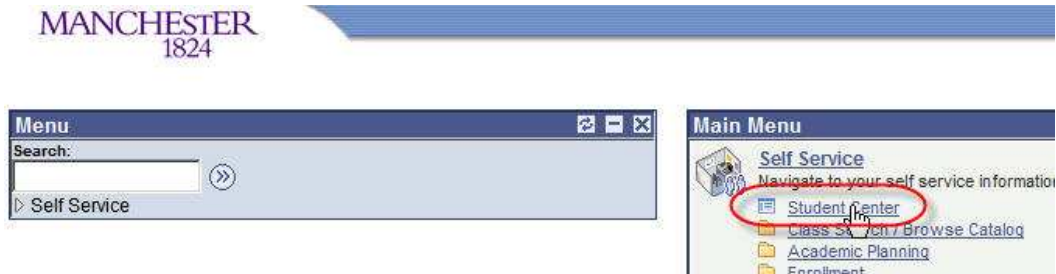 MANCHESTER
1824
Menu
Search:
Self Service
Main Menu
Self Service
Navigate to your self service information
Student Center
Class Search / Browse Catalog
Academic Planning
Enrollment